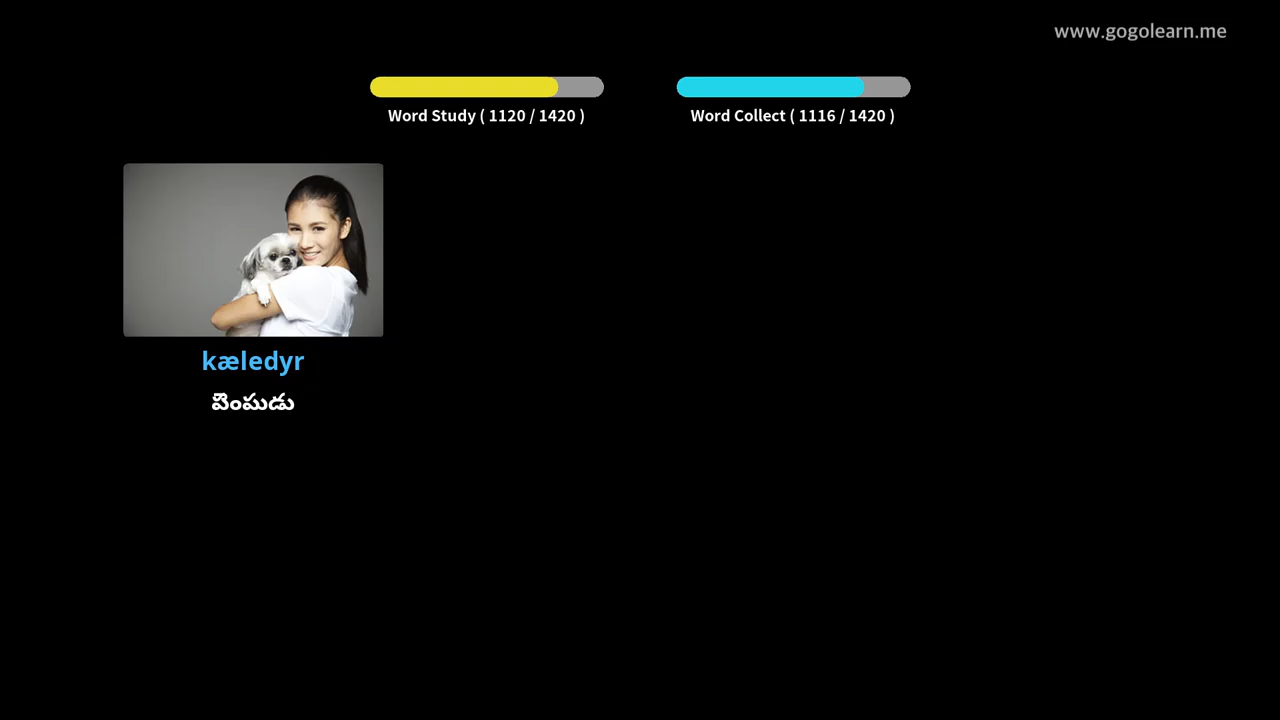 www.gogolearn.me
Word Study ( 1120 / 1420 )
Word Collect ( 1116 / 1420 )
kæledyr
పెంపుడు